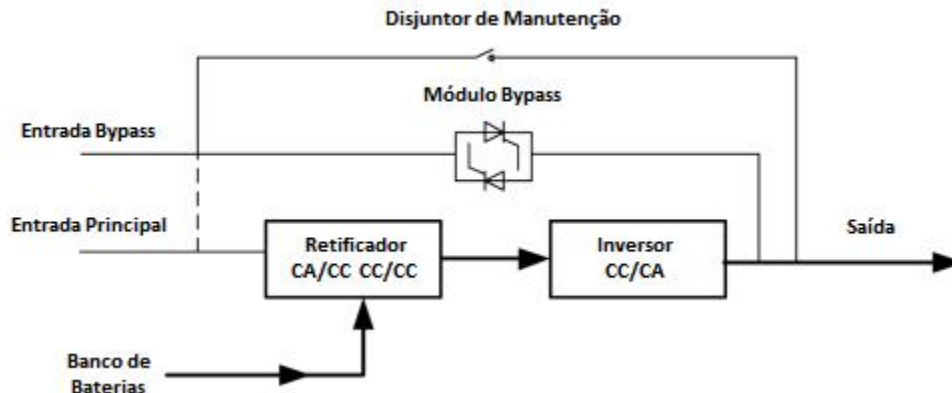 Disjuntor de Manutenção
Módulo Bypass
Entrada Bypass
Entrada Principal
Retificador
CA/CC CC/CC
Inversor
CC/CA
Saída
Banco de
Baterias